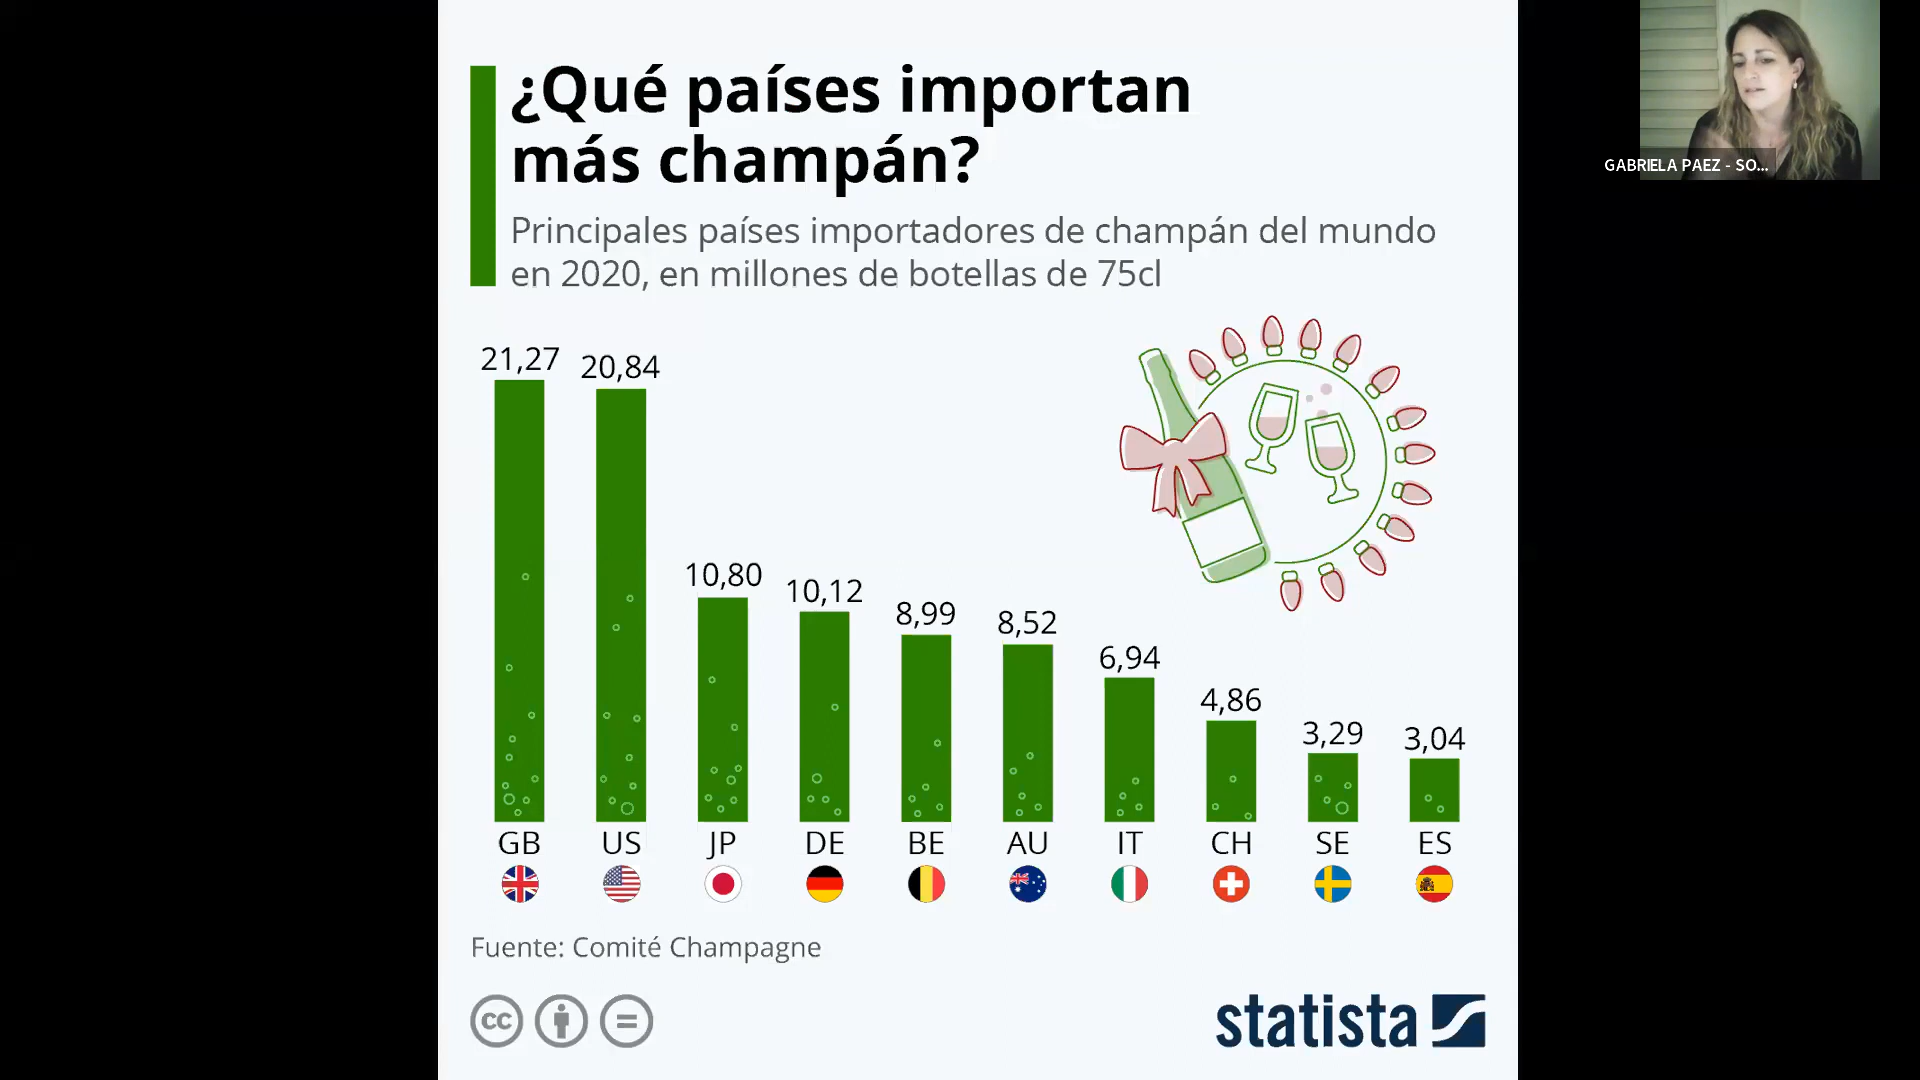 ¿Qué países importan
más champán?
Principales países importadores de champán del mundo
en 2020, en millones de botellas de 75cl
21,27
20,84
10,80
10,12
8,99
8,52
6,94
4,86
3,29
3,04
GB
US
JP
DE
BE
AU
IT
CH
SE
ES
Fuente: Comité Champagne
cc
statista
GABRIELA PAEZ - SO...